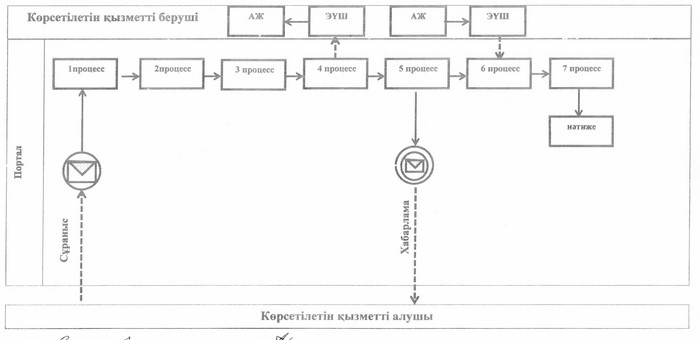 Көрсетілетін қызметті беруші
АЖ
ЭҮШ
АЖ
ЭҮШ
1процесс
2процесс
3 процесс
4 процесс
5 процесс
6 процесс
7 процесс
нәтиже
Портал
Сұраныс
Хабарлама
Көрсетілетін қызметті алушы